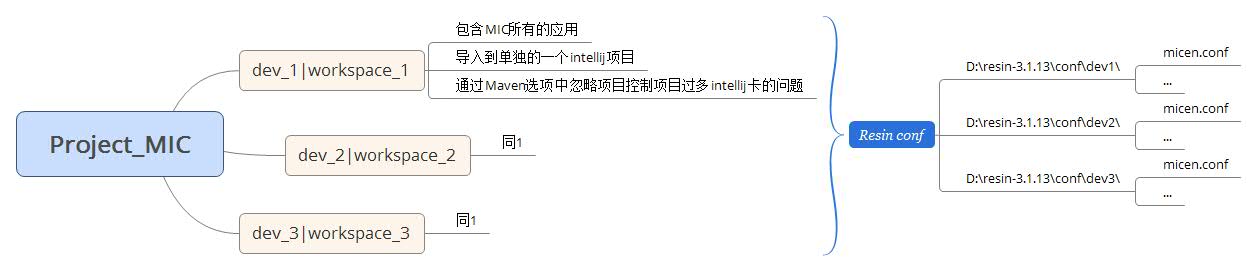 Project_MIC
dev_1|workspace_1
包含MIC所有的应用
导入到单独的一个intellij项目
通过Maven选项中忽略项目控制项目过多intellij卡的问题
dev_2|workspace_2
同1
dev_3|workspace_3
同1
Resin conf
D:\resin-3.1.13\conf\dev1\
micen.conf
...
D:\resin-3.1.13\conf\dev2\
micen.conf
...
D:\resin-3.1.13\conf\dev3\
micen.conf
...